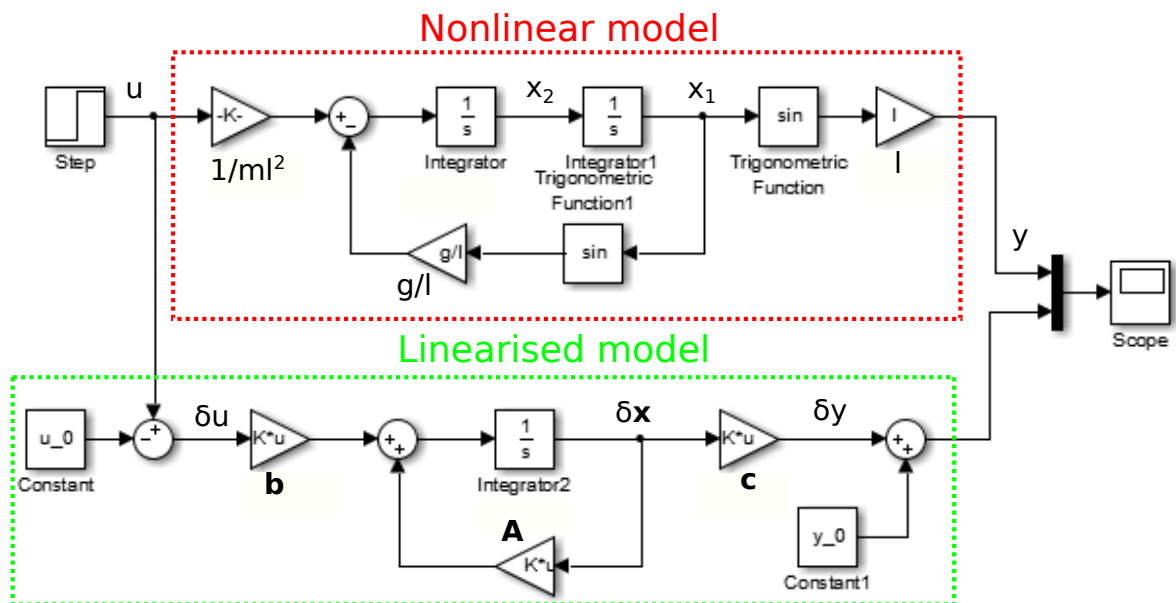 Nonlinear model
u
Step
-K-
1/ml²
+
−
1
s
Integrator
x₂
1
s
Integrator1
x₁
sin
Trigonometric
Function
l
l
Trigonometric
Function1
sin
g/l
g/l
y
Scope
Linearised model
u_0
Constant
−
+
δu
K*u
b
+
+
1
s
Integrator2
δx
K*u
c
δy
+
+
A
K*u
y_0
Constant1